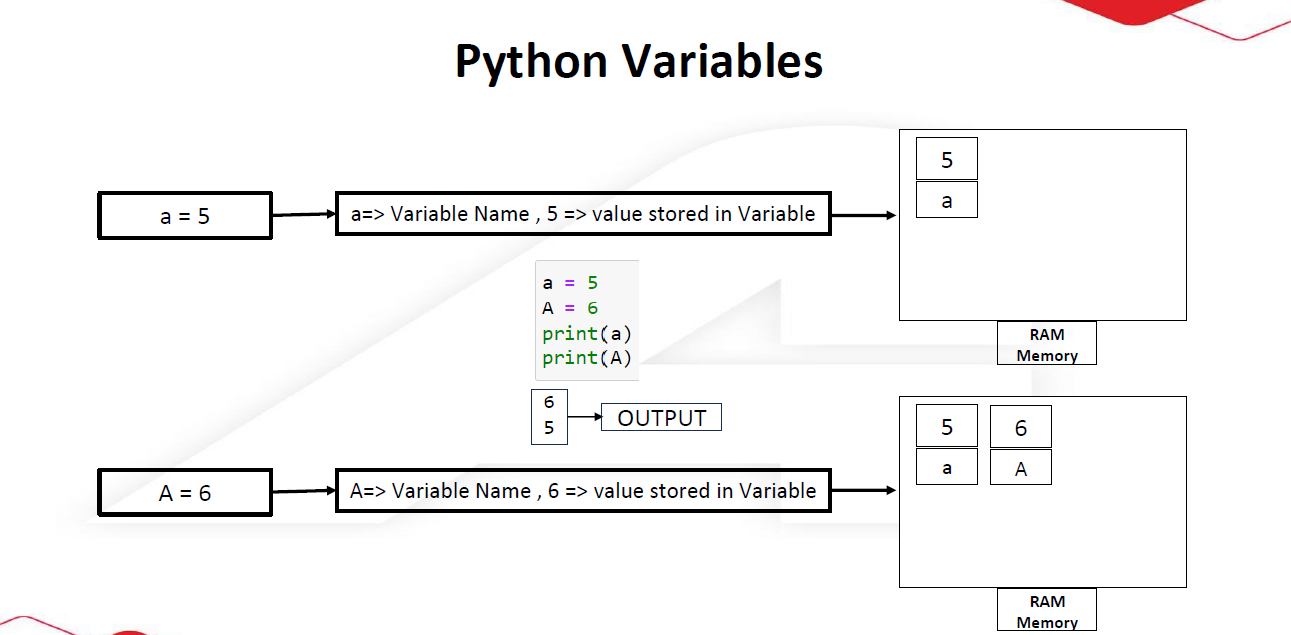 Python Variables
a = 5
a=> Variable Name , 5 => value stored in Variable
5
a
RAM
Memory
a = 5
A = 6
print(a)
print(A)
6
5
OUTPUT
A = 6
A=> Variable Name , 6 => value stored in Variable
5 6
a A
RAM
Memory